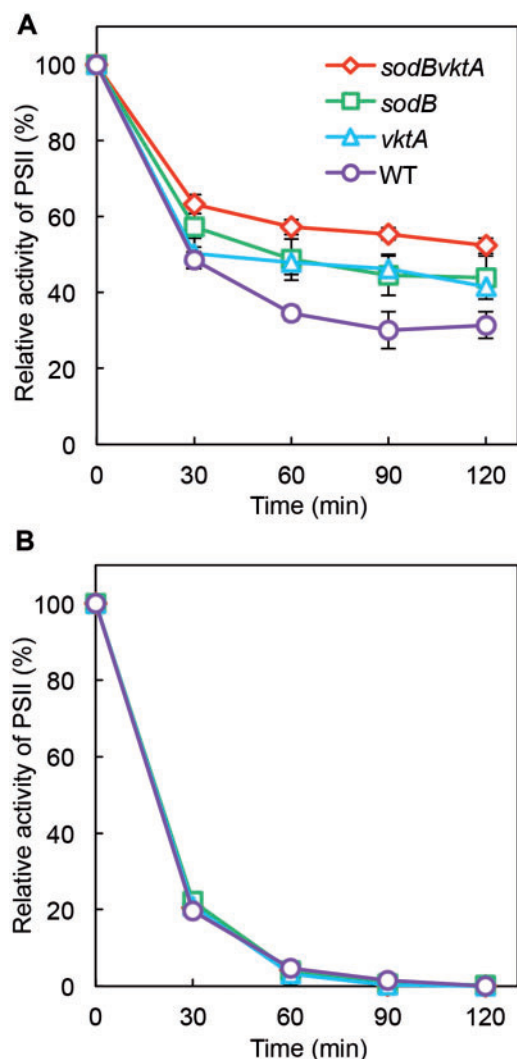 A
sodBvktA
sodB
vktA
WT
Relative activity of PSII (%)
100
80
60
40
20
0
0 30 60 90 120
Time (min)
B
Relative activity of PSII (%)
100
80
60
40
20
0
0 30 60 90 120
Time (min)